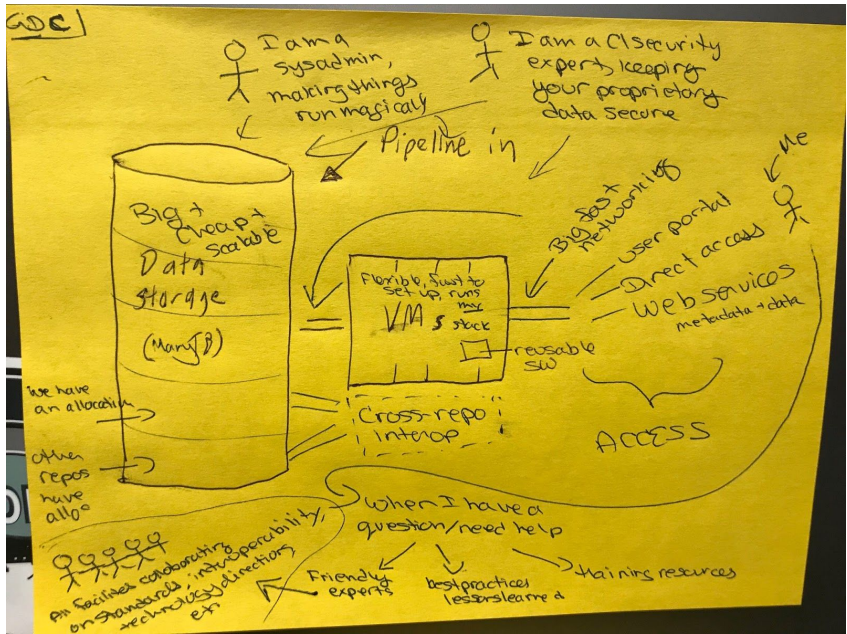 GDC
I am a
sysadmin,
making things
run magically
I am a CI security
expert, keeping
your proprietary
data secure
Pipeline in
Me
Big +
Cheap +
scalable
Data
storage
(Many TB)
Flexible, fast to
set up, runs
my
VMs stack
reusable
SW
Big fast
networking
user portal
Direct access
Web services
metadata + data
ACCESS
we have
an allocation
other
repos
have
allo
Cross-repo
interop
When I have a
question/need help
Friendly
experts
best practices
lessons learned
training resources
All facilities collaborating
on standards, interoperability,
technology directions,
etc